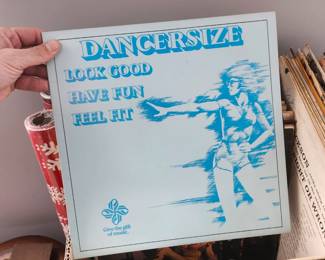 DANCERSIZE
LOOK GOOD
HAVE FUN
FEEL FIT
Give the gift
of music.